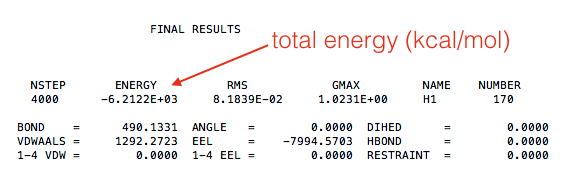 FINAL RESULTS
total energy (kcal/mol)
NSTEP ENERGY RMS GMAX NAME NUMBER
4000 -6.2122E+03 8.1839E-02 1.0231E+00 H1 170
BOND = 490.1331 ANGLE = 0.0000 DIHED = 0.0000
VDWAALS = 1292.2723 EEL = -7994.5703 HBOND = 0.0000
1-4 VDW = 0.0000 1-4 EEL = 0.0000 RESTRAINT = 0.0000